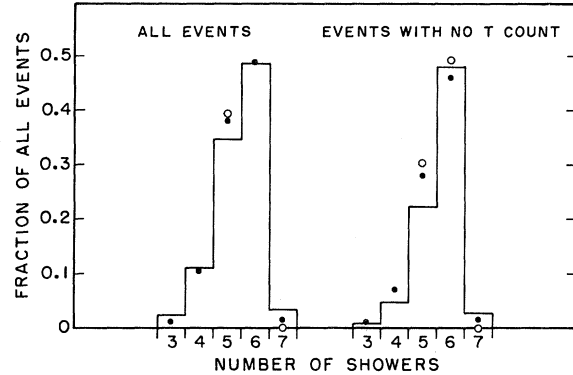 ALL EVENTS
EVENTS WITH NO T COUNT
FRACTION OF ALL EVENTS
0.5
0.4
0.3
0.2
0.1
0
3 4 5 6 7
3 4 5 6 7
NUMBER OF SHOWERS